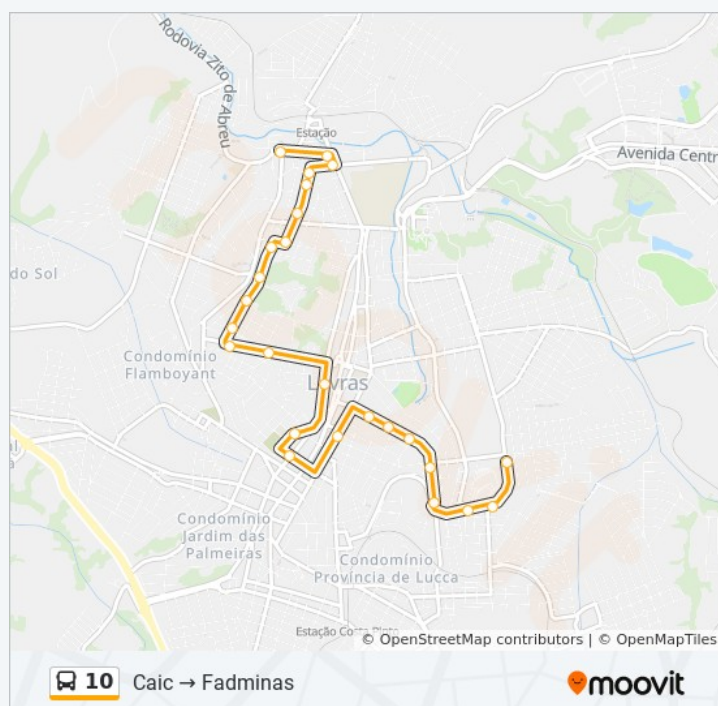 Rodovia Zito de Abreu
Estação
Avenida Centr
do Sol
Condomínio
Flamboyant
Lavras
al
a
Condomínio
Jardim das
Palmeiras
Condomínio
Província de Lucca
Estação Costa Pinto
© OpenStreetMap contributors | © OpenMapTiles
10 Caic → Fadminas
moovit